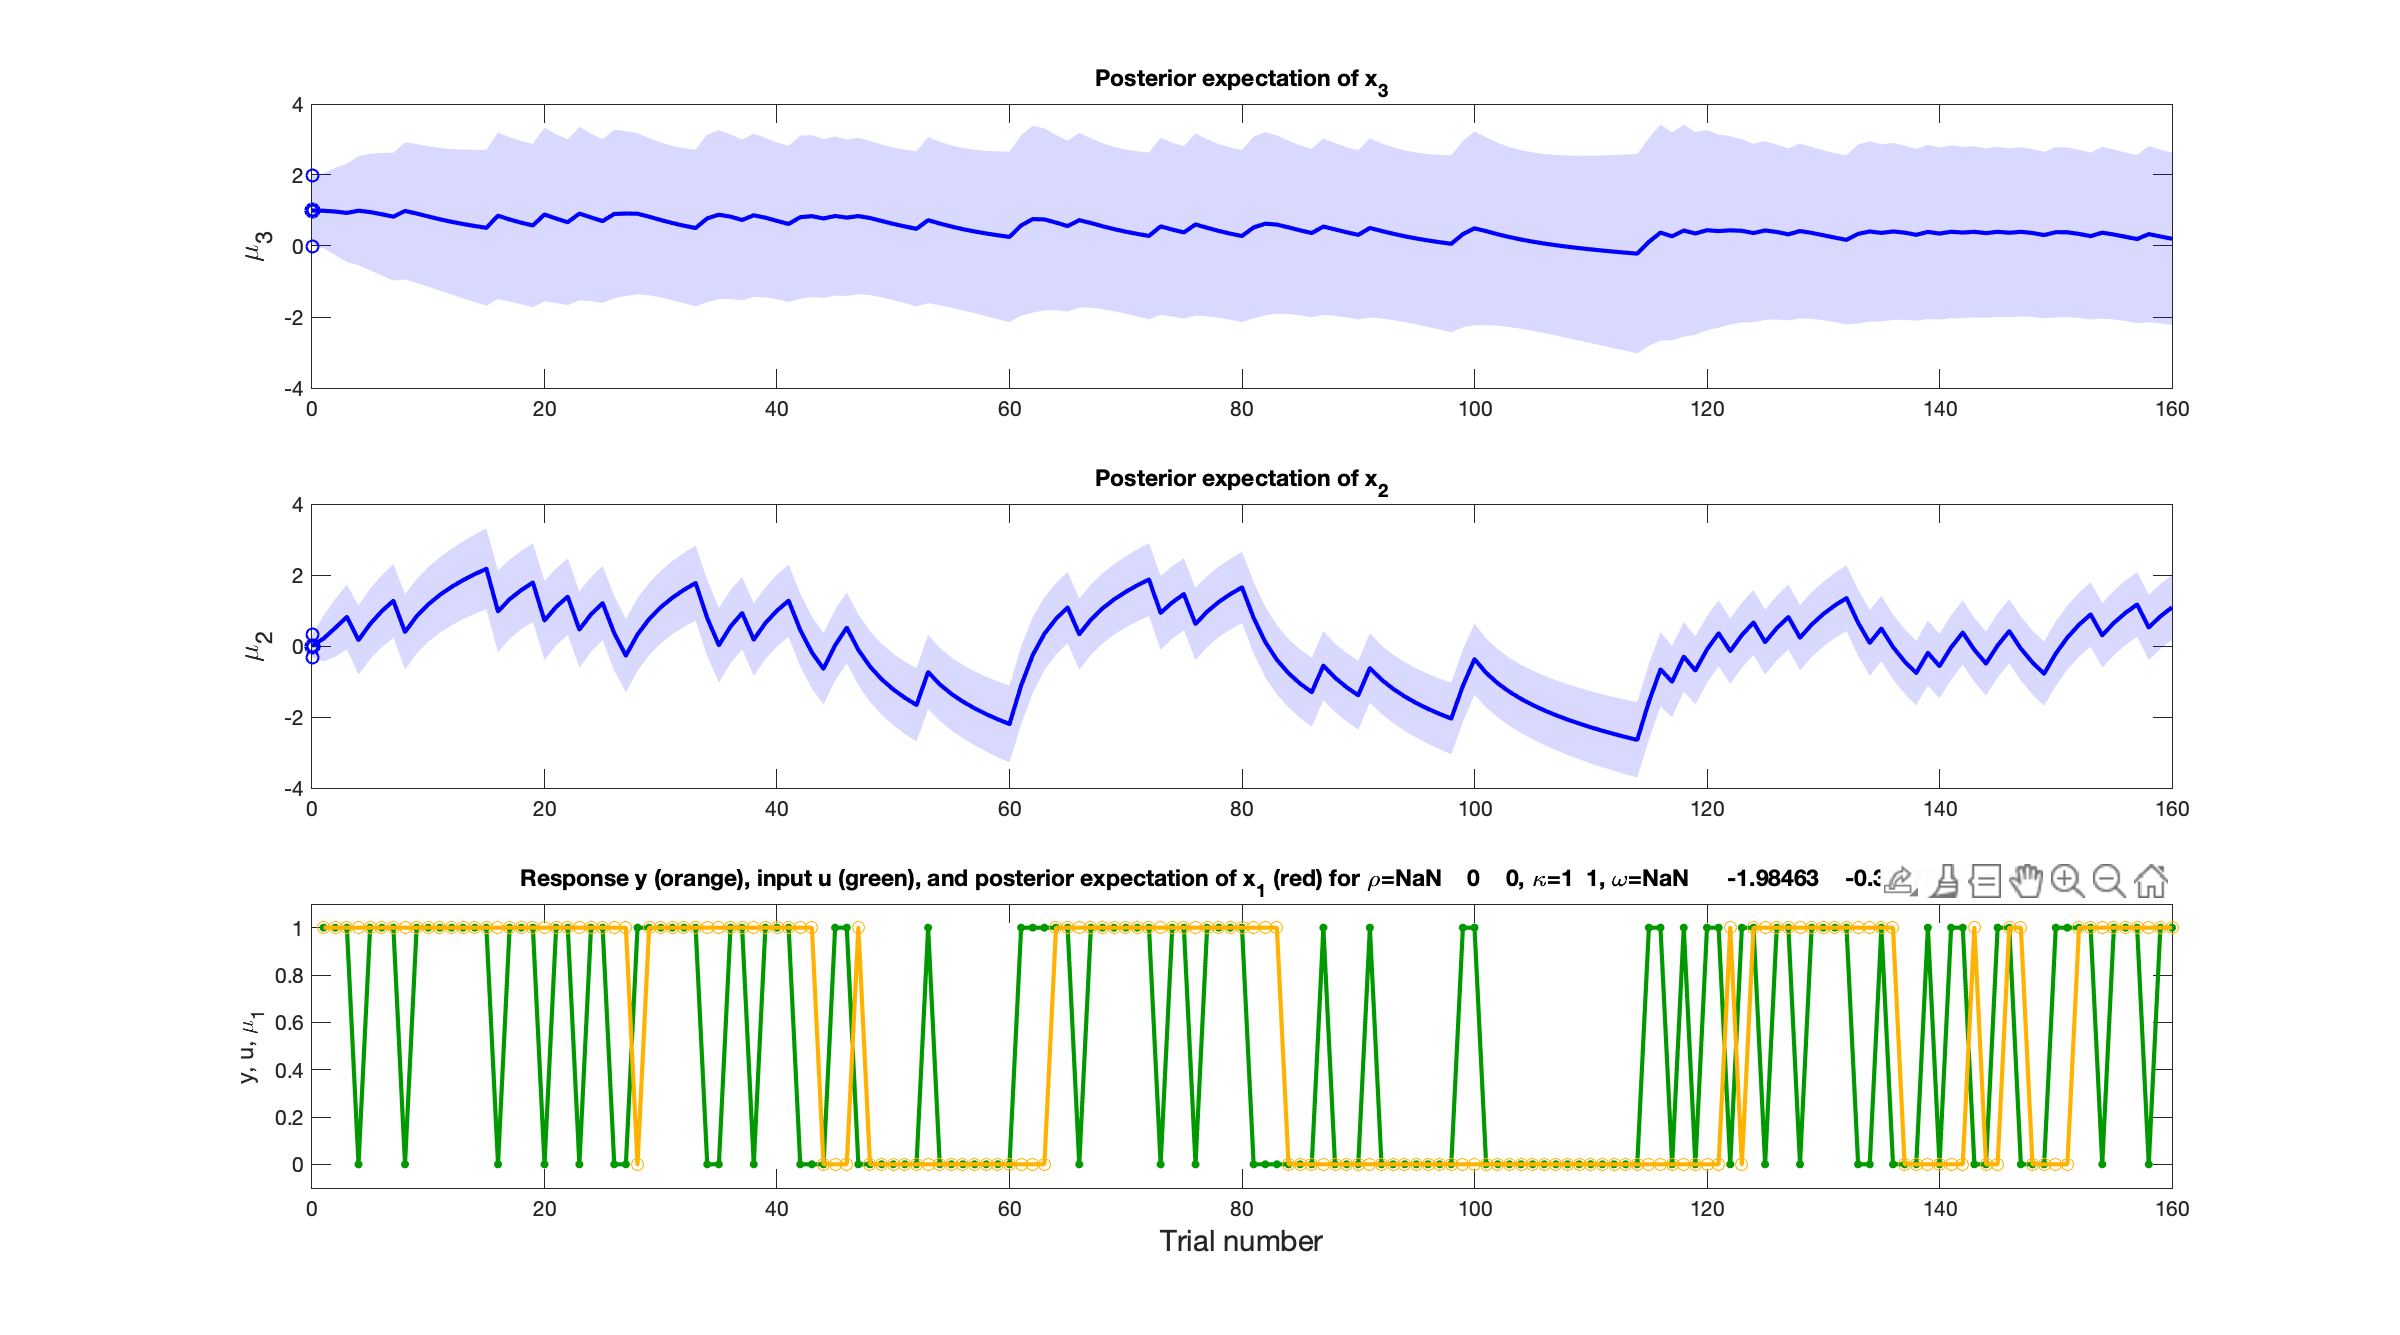 Posterior expectation of x3
4
2
0
-2
-4
μ3
0 20 40 60 80 100 120 140 160
Posterior expectation of x2
4
2
0
-2
-4
μ2
0 20 40 60 80 100 120 140 160
Response y (orange), input u (green), and posterior expectation of x1 (red) for ρ=NaN 0 0, κ=1 1, ω=NaN -1.98463
1
0.8
0.6
0.4
0.2
0
y, u, μ1
0 20 40 60 80 100 120 140 160
Trial number